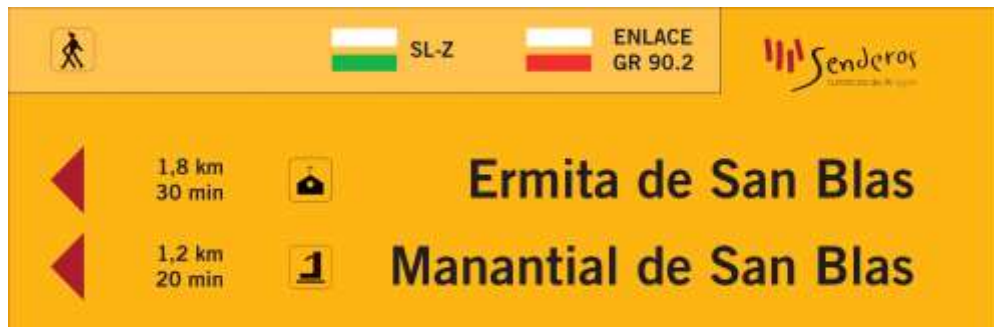 SL-Z
ENLACE
GR 90.2
Senderos
1,8 km
30 min
Ermita de San Blas
1,2 km
20 min
Manantial de San Blas